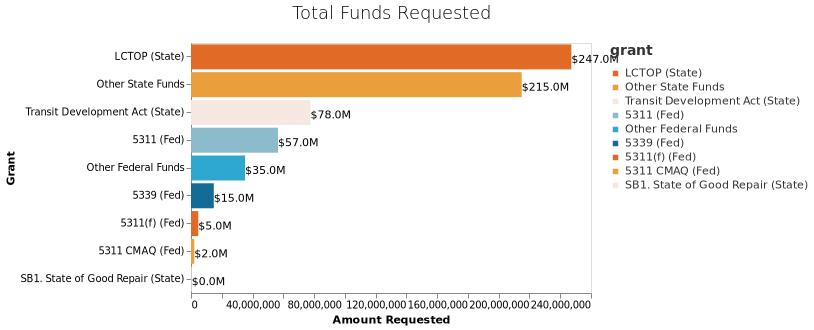 Total Funds Requested
Grant
LCTOP (State)
Other State Funds
Transit Development Act (State)
5311 (Fed)
Other Federal Funds
5339 (Fed)
5311(f) (Fed)
5311 CMAQ (Fed)
SB1. State of Good Repair (State)
$247.0M
$215.0M
$78.0M
$57.0M
$35.0M
$15.0M
$5.0M
$2.0M
$0.0M
0 40,000,000 80,000,000 120,000,000 160,000,000 200,000,000 240,000,000
Amount Requested
grant
LCTOP (State)
Other State Funds
Transit Development Act (State)
5311 (Fed)
Other Federal Funds
5339 (Fed)
5311(f) (Fed)
5311 CMAQ (Fed)
SB1. State of Good Repair (State)